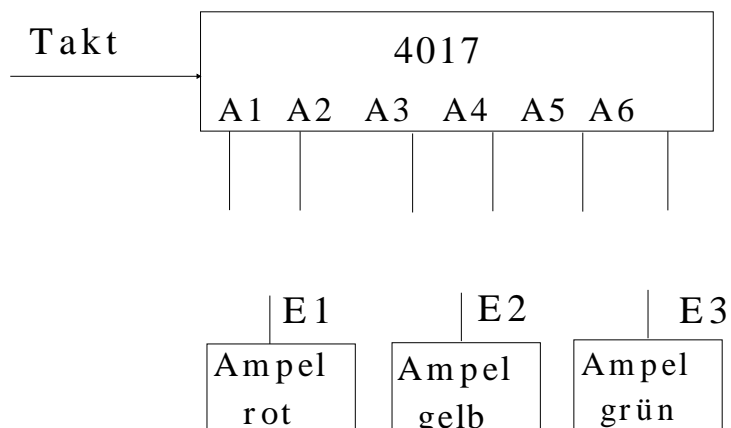 Takt
4017
A1 A2 A3 A4 A5 A6
E1 E2 E3
Ampel rot
Ampel gelb
Ampel grün